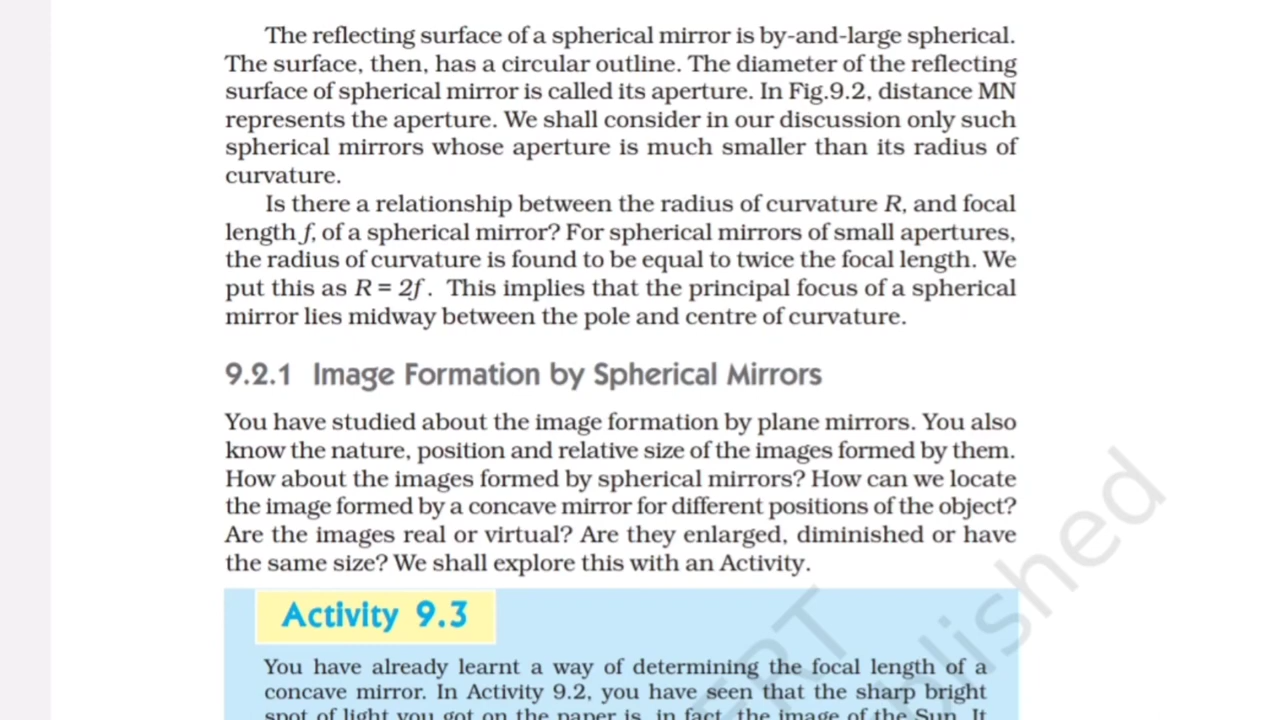 The reflecting surface of a spherical mirror is by-and-large spherical.
The surface, then, has a circular outline. The diameter of the reflecting
surface of spherical mirror is called its aperture. In Fig.9.2, distance MN
represents the aperture. We shall consider in our discussion only such
spherical mirrors whose aperture is much smaller than its radius of
curvature.
Is there a relationship between the radius of curvature R, and focal
length f, of a spherical mirror? For spherical mirrors of small apertures,
the radius of curvature is found to be equal to twice the focal length. We
put this as R = 2f . This implies that the principal focus of a spherical
mirror lies midway between the pole and centre of curvature.
9.2.1 Image Formation by Spherical Mirrors
You have studied about the image formation by plane mirrors. You also
know the nature, position and relative size of the images formed by them.
How about the images formed by spherical mirrors? How can we locate
the image formed by a concave mirror for different positions of the object?
Are the images real or virtual? Are they enlarged, diminished or have
the same size? We shall explore this with an Activity.
Activity 9.3
You have already learnt a way of determining the focal length of a
concave mirror. In Activity 9.2, you have seen that the sharp bright
spot of light you got on the paper is, in fact, the image of the Sun. It